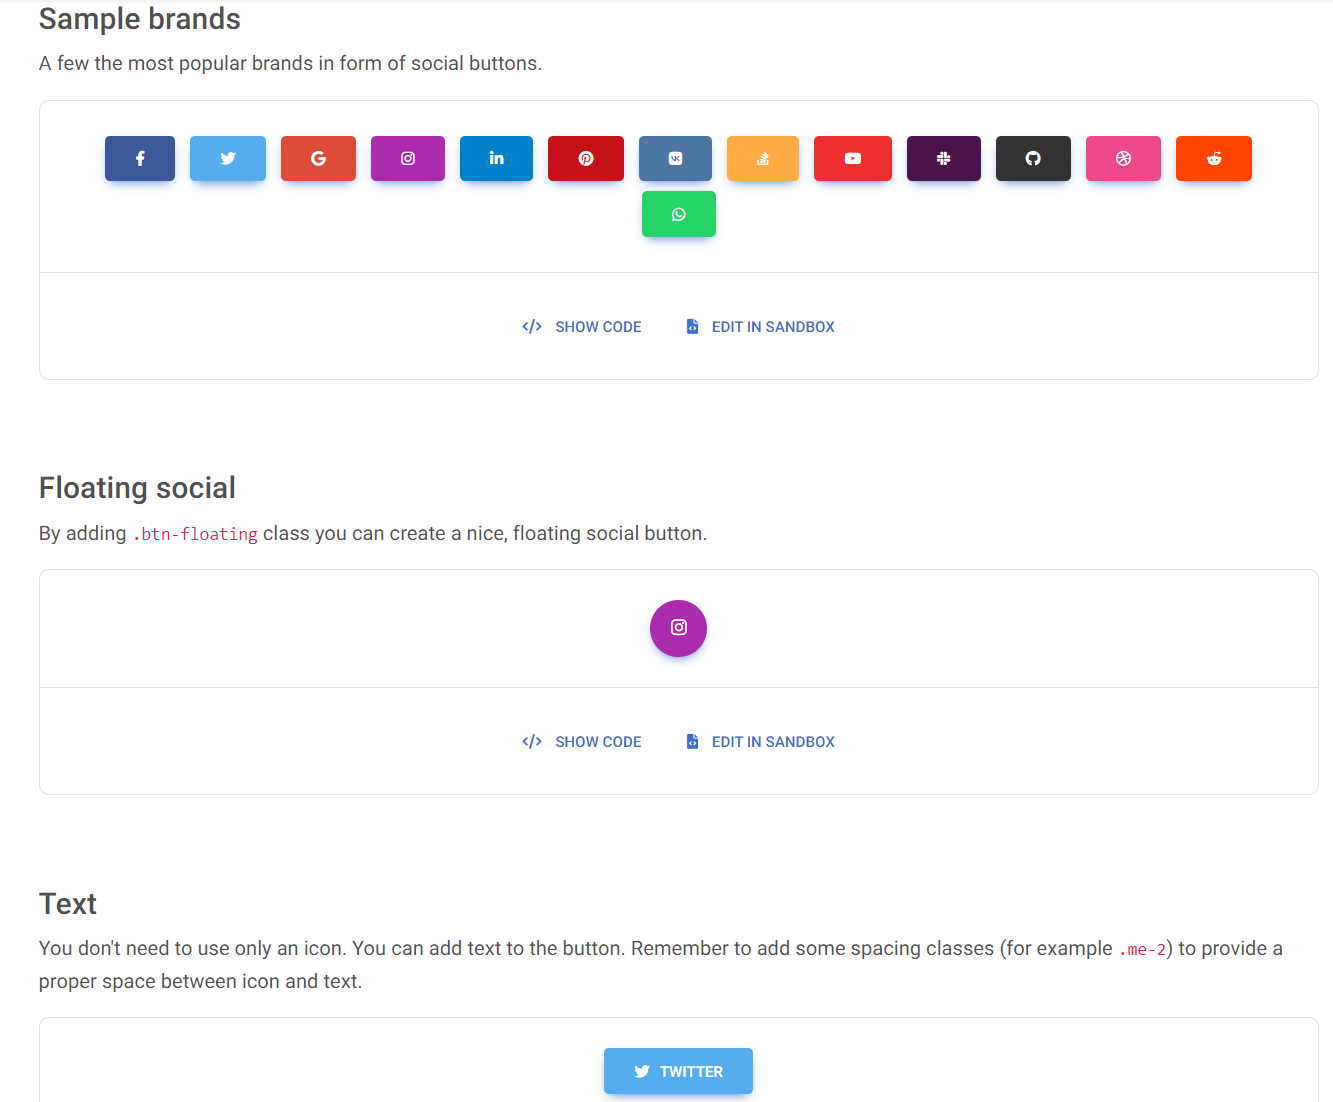 Sample brands
A few the most popular brands in form of social buttons.
SHOW CODE EDIT IN SANDBOX
Floating social
By adding .btn-floating class you can create a nice, floating social button.
SHOW CODE EDIT IN SANDBOX
Text
You don't need to use only an icon. You can add text to the button. Remember to add some spacing classes (for example .me-2) to provide a
proper space between icon and text.
TWITTER